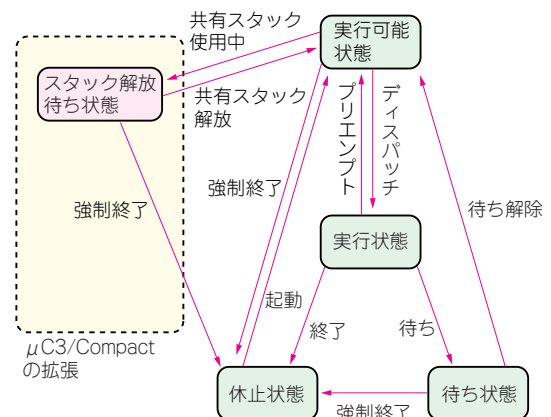 共有スタック
使用中
実行可能
状態
スタック解放
待ち状態
共有スタック
解放
プリエンプト
ディスパッチ
強制終了
強制終了
待ち解除
実行状態
起動
終了
待ち
μC3/Compact
の拡張
休止状態
待ち状態
強制終了